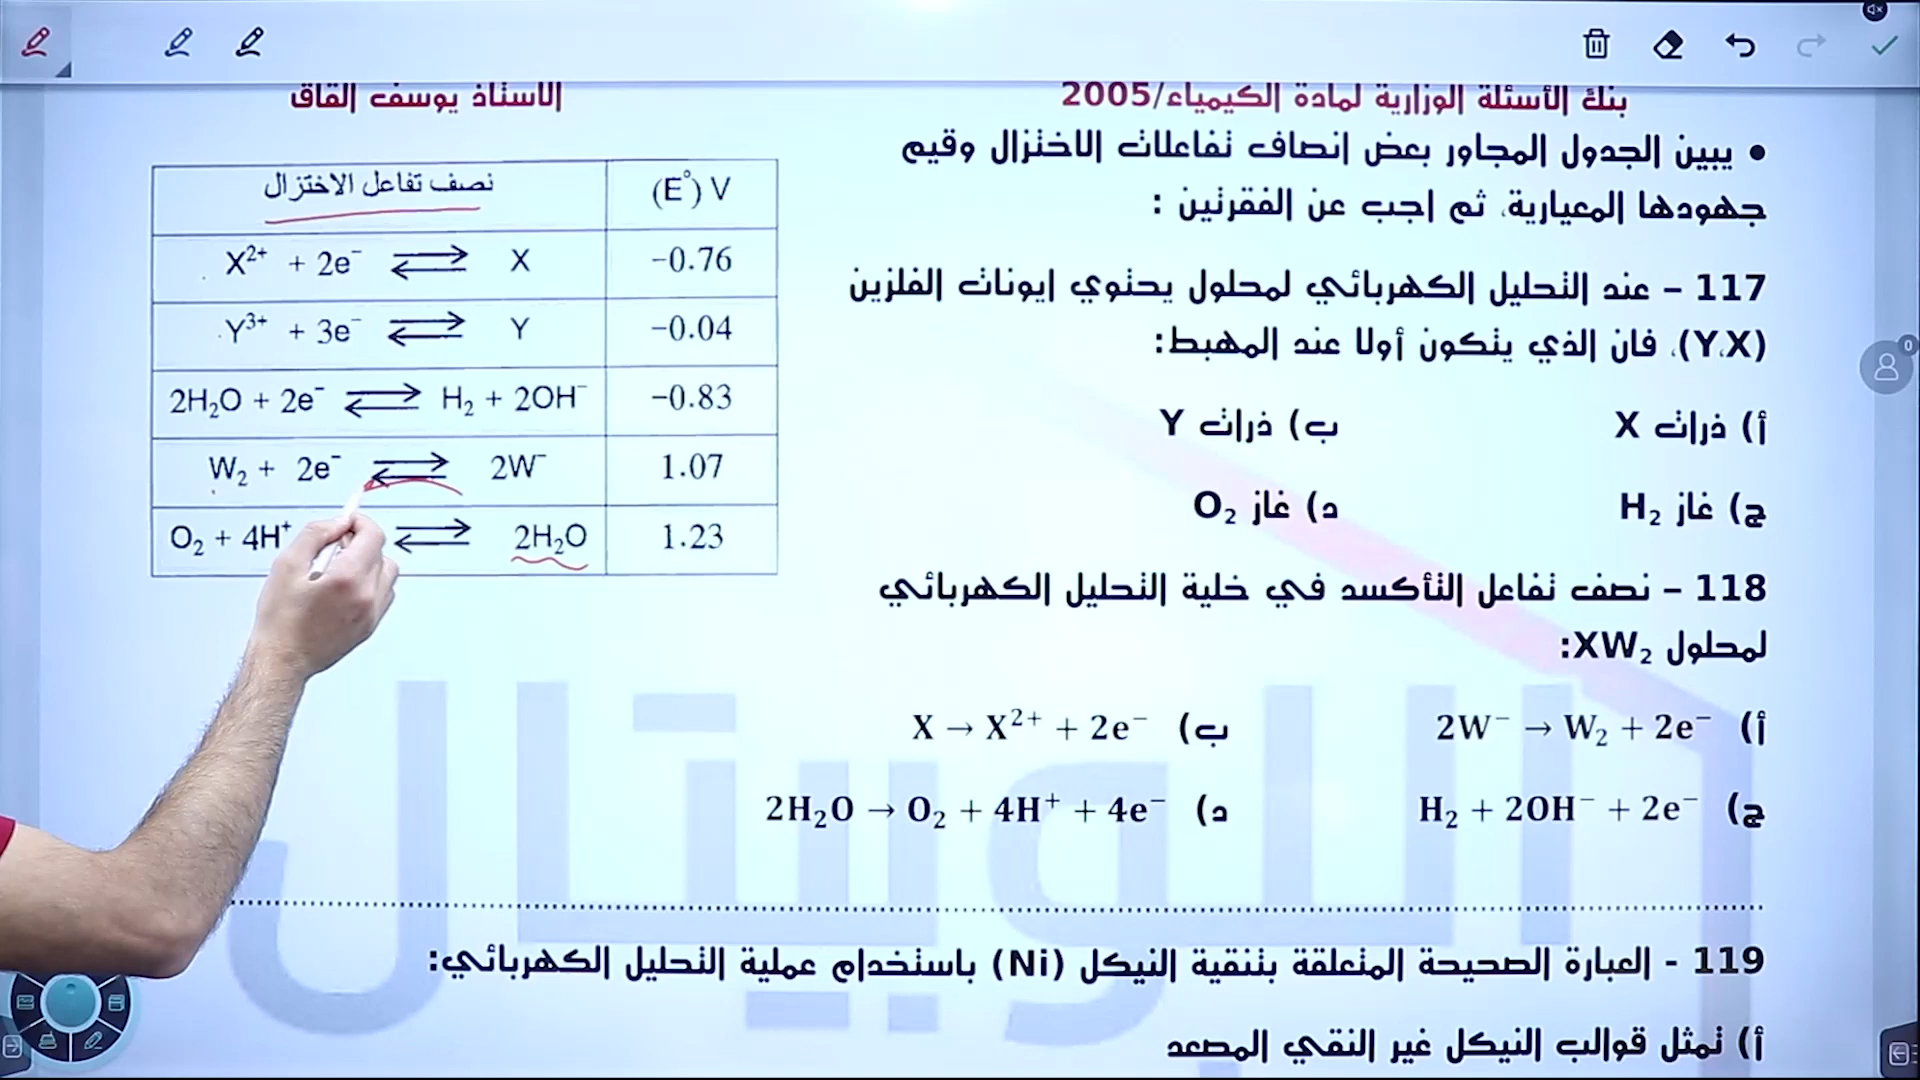 بنك الأسئلة الوزارية لمادة الكيمياء/2005
الاستاذ يوسف القاق
• يبين الجدول المجاور بعض انصاف تفاعلات الاختزال وقيم
جهودها المعيارية، ثم اجب عن الفقرتين :
نصف تفاعل الاختزال (E°) V
X²⁺ + 2e⁻ ⇌ X −0.76
Y³⁺ + 3e⁻ ⇌ Y −0.04
2H₂O + 2e⁻ ⇌ H₂ + 2OH⁻ −0.83
W₂ + 2e⁻ ⇌ 2W⁻ 1.07
O₂ + 4H⁺ ⇌ 2H₂O 1.23
117 – عند التحليل الكهربائي لمحلول يحتوي ايونات الفلزين
(Y،X)، فان الذي يتكون أولا عند المهبط:
أ) ذرات X ب) ذرات Y
ج) غاز H₂ د) غاز O₂
118 – نصف تفاعل التأكسد في خلية التحليل الكهربائي
لمحلول XW₂:
أ) 2W⁻ → W₂ + 2e⁻ ب) X → X²⁺ + 2e⁻
ج) H₂ + 2OH⁻ + 2e⁻ د) 2H₂O → O₂ + 4H⁺ + 4e⁻
119 - العبارة الصحيحة المتعلقة بتنقية النيكل (Ni) باستخدام عملية التحليل الكهربائي:
أ) تمثل قوالب النيكل غير النقي المصعد
0